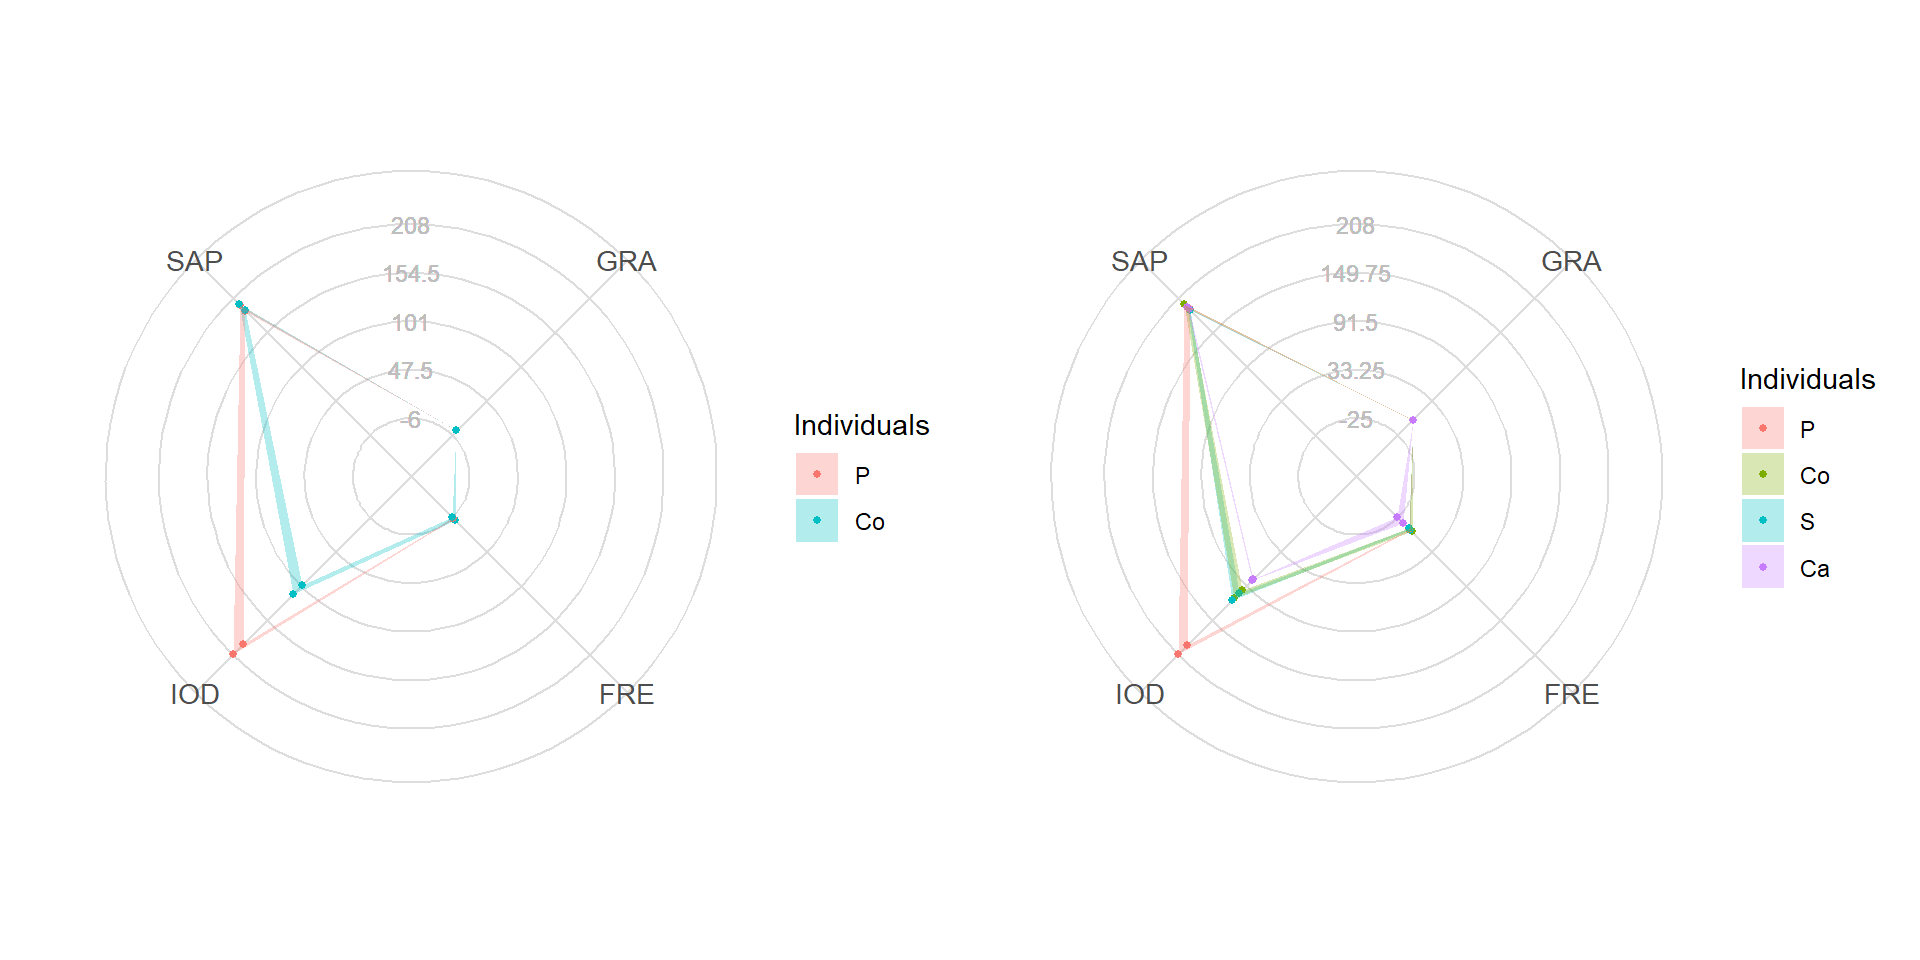 208
SAP
GRA
154.5
101
47.5
-6
IOD
FRE
Individuals
P
Co
208
SAP
GRA
149.75
91.5
33.25
-25
IOD
FRE
Individuals
P
Co
S
Ca